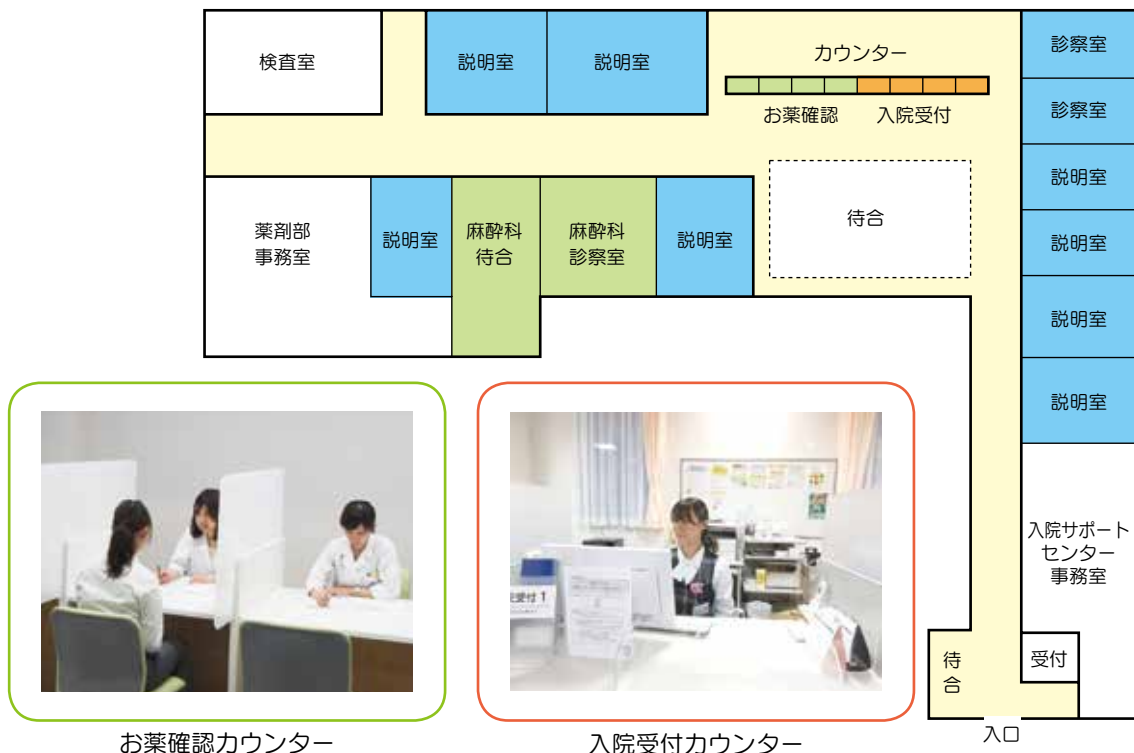 検査室
説明室
説明室
カウンター
お薬確認
入院受付
診察室
診察室
説明室
説明室
説明室
説明室
待合
薬剤部
事務室
説明室
麻酔科
待合
麻酔科
診察室
説明室
入院サポート
センター
事務室
待
合
受付
入口
受付 1
お薬確認カウンター
入院受付カウンター